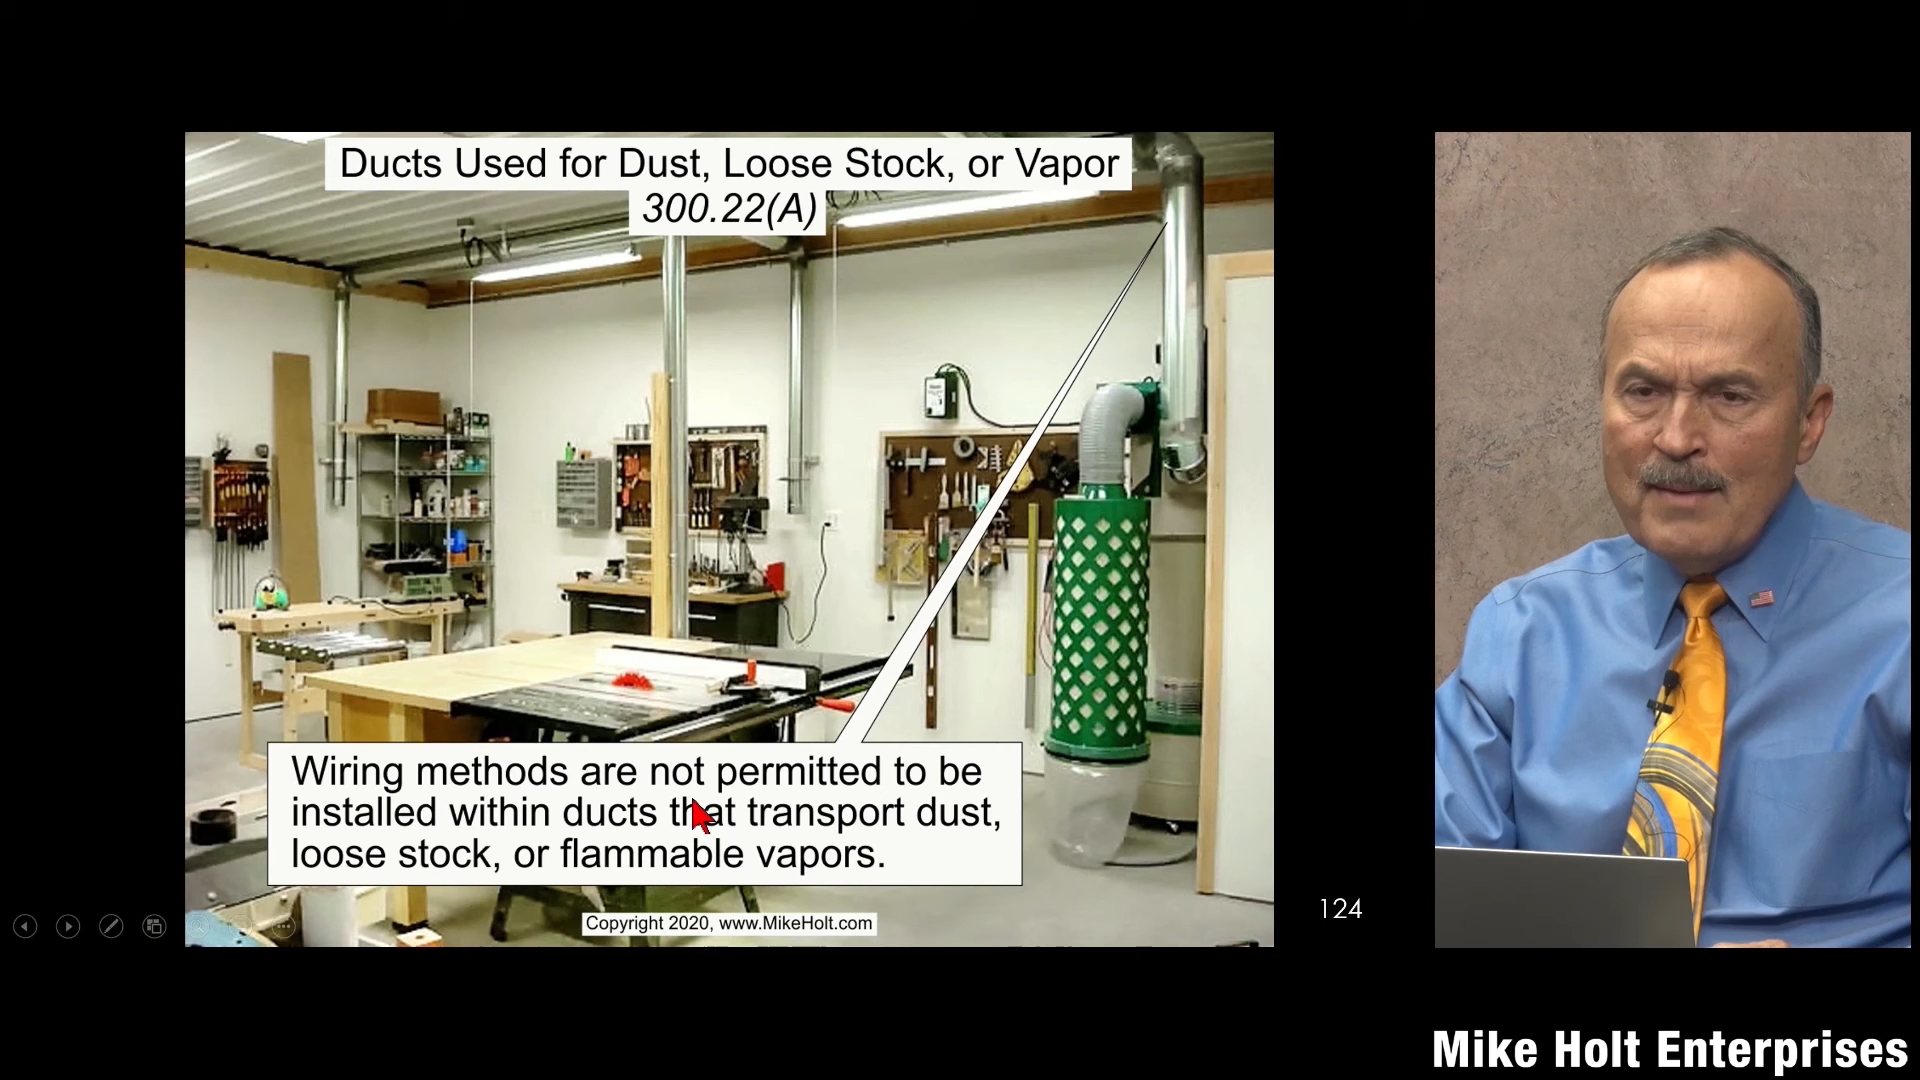 Ducts Used for Dust, Loose Stock, or Vapor
300.22(A)
Wiring methods are not permitted to be
installed within ducts that transport dust,
loose stock, or flammable vapors.
Copyright 2020, www.MikeHolt.com
124
Mike Holt Enterprises